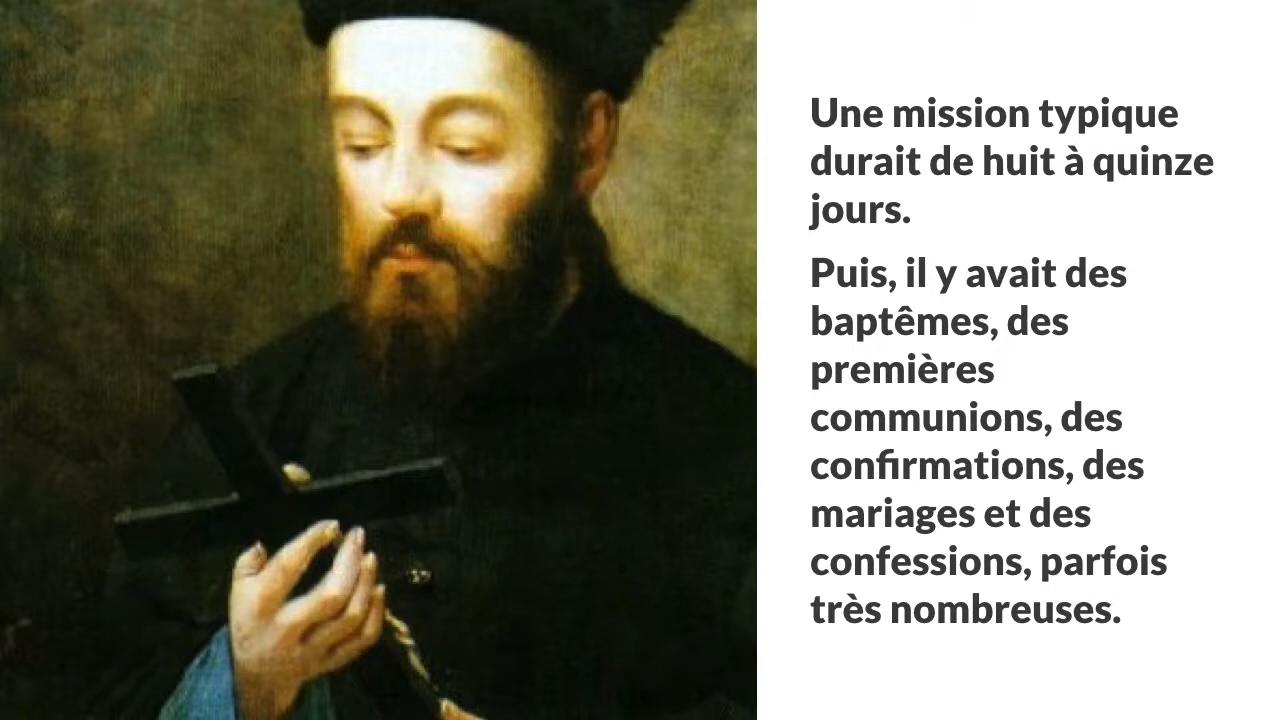 Une mission typique
durait de huit à quinze
jours.
Puis, il y avait des
baptêmes, des
premières
communions, des
confirmations, des
mariages et des
confessions, parfois
très nombreuses.